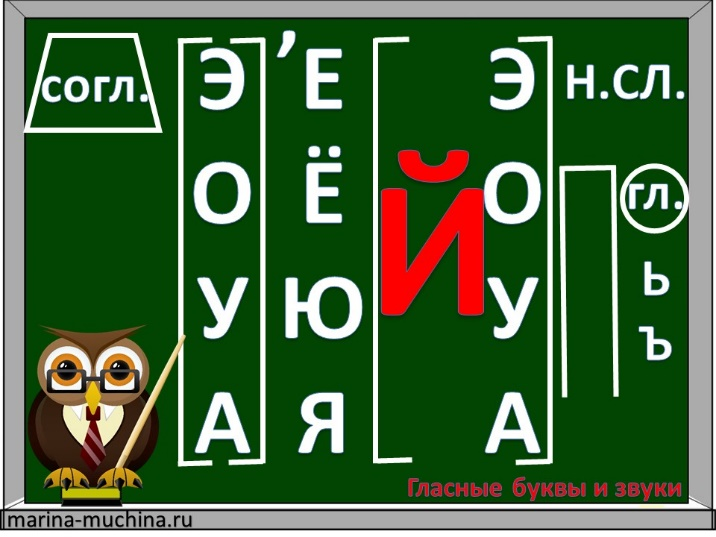 согл. Э ’Е Э н.сл.
О Ё Й О гл.
У Ю У ь
ъ
А Я А
Гласные буквы и звуки
marina-muchina.ru